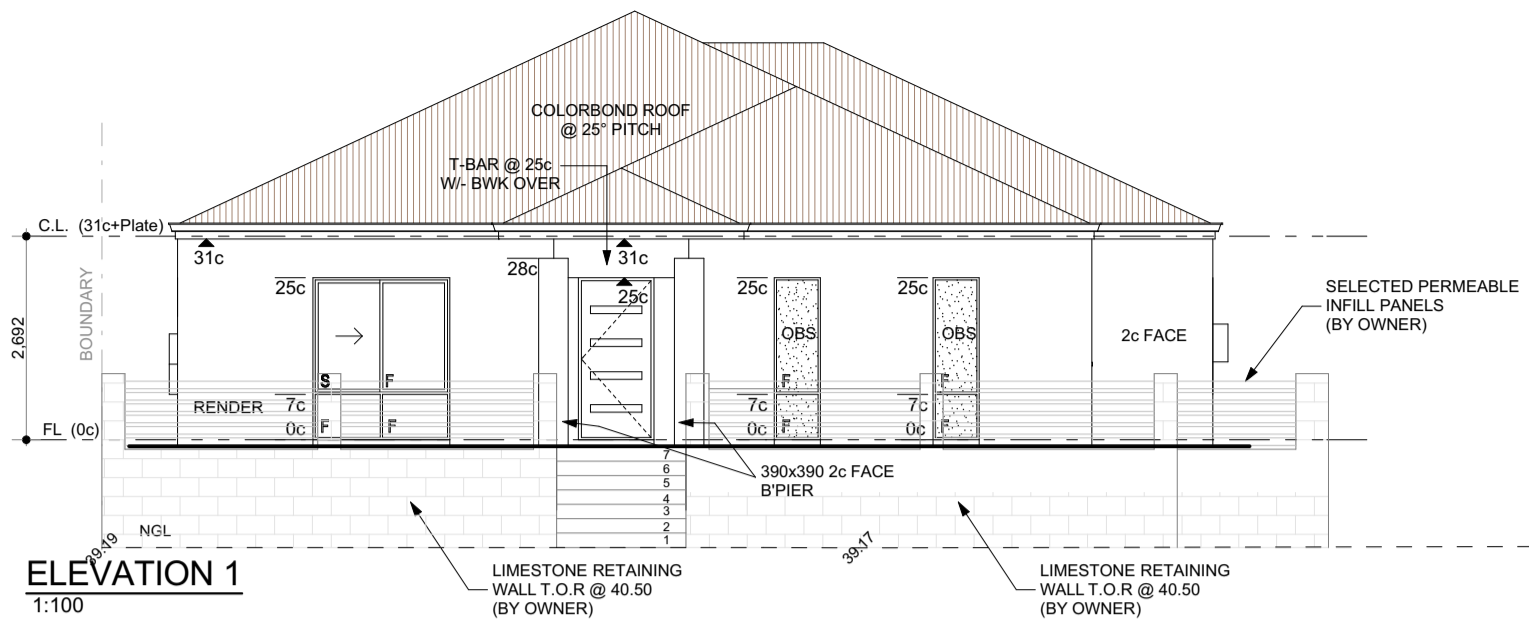 COLORBOND ROOF
@ 25° PITCH
T-BAR @ 25c
W/- BWK OVER
C.L. (31c+Plate)
31c
28c
31c
25c
25c
25c
25c
BOUNDARY
2,692
SELECTED PERMEABLE
INFILL PANELS
(BY OWNER)
OBS
OBS
2c FACE
S
F
F
F
RENDER
7c
7c
7c
FL (0c)
0c
F
F
0c
F
0c
F
7
6
5
4
3
2
1
390x390 2c FACE
B'PIER
NGL
39.19
39.17
ELEVATION 1
1:100
LIMESTONE RETAINING
WALL T.O.R @ 40.50
(BY OWNER)
LIMESTONE RETAINING
WALL T.O.R @ 40.50
(BY OWNER)